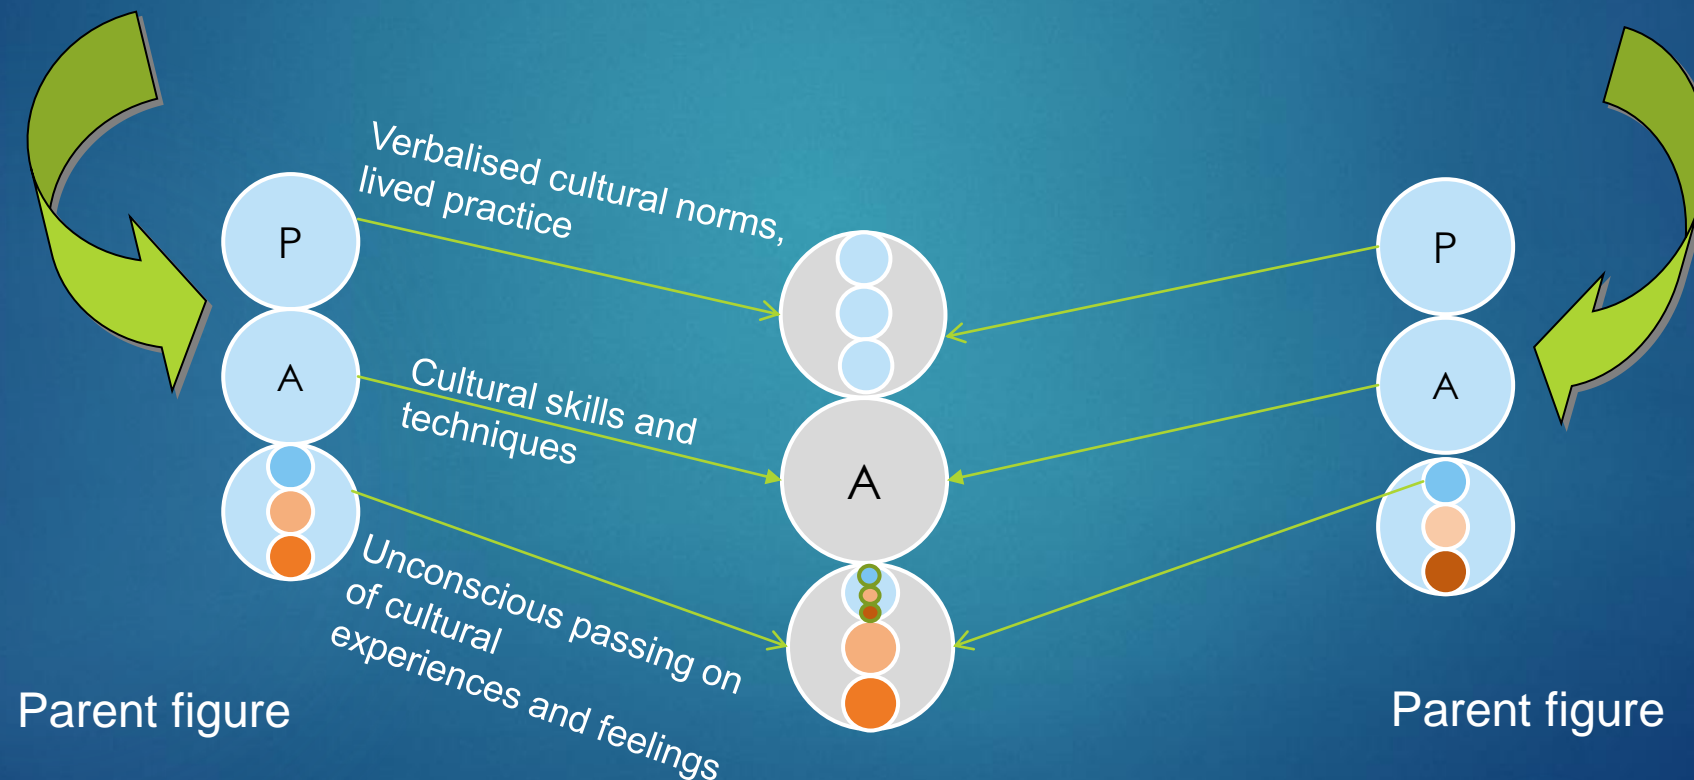 Verbalised cultural norms,
lived practice
P
P
A
A
Cultural skills and
techniques
A
Unconscious passing on
of cultural
experiences and feelings
Parent figure
Parent figure